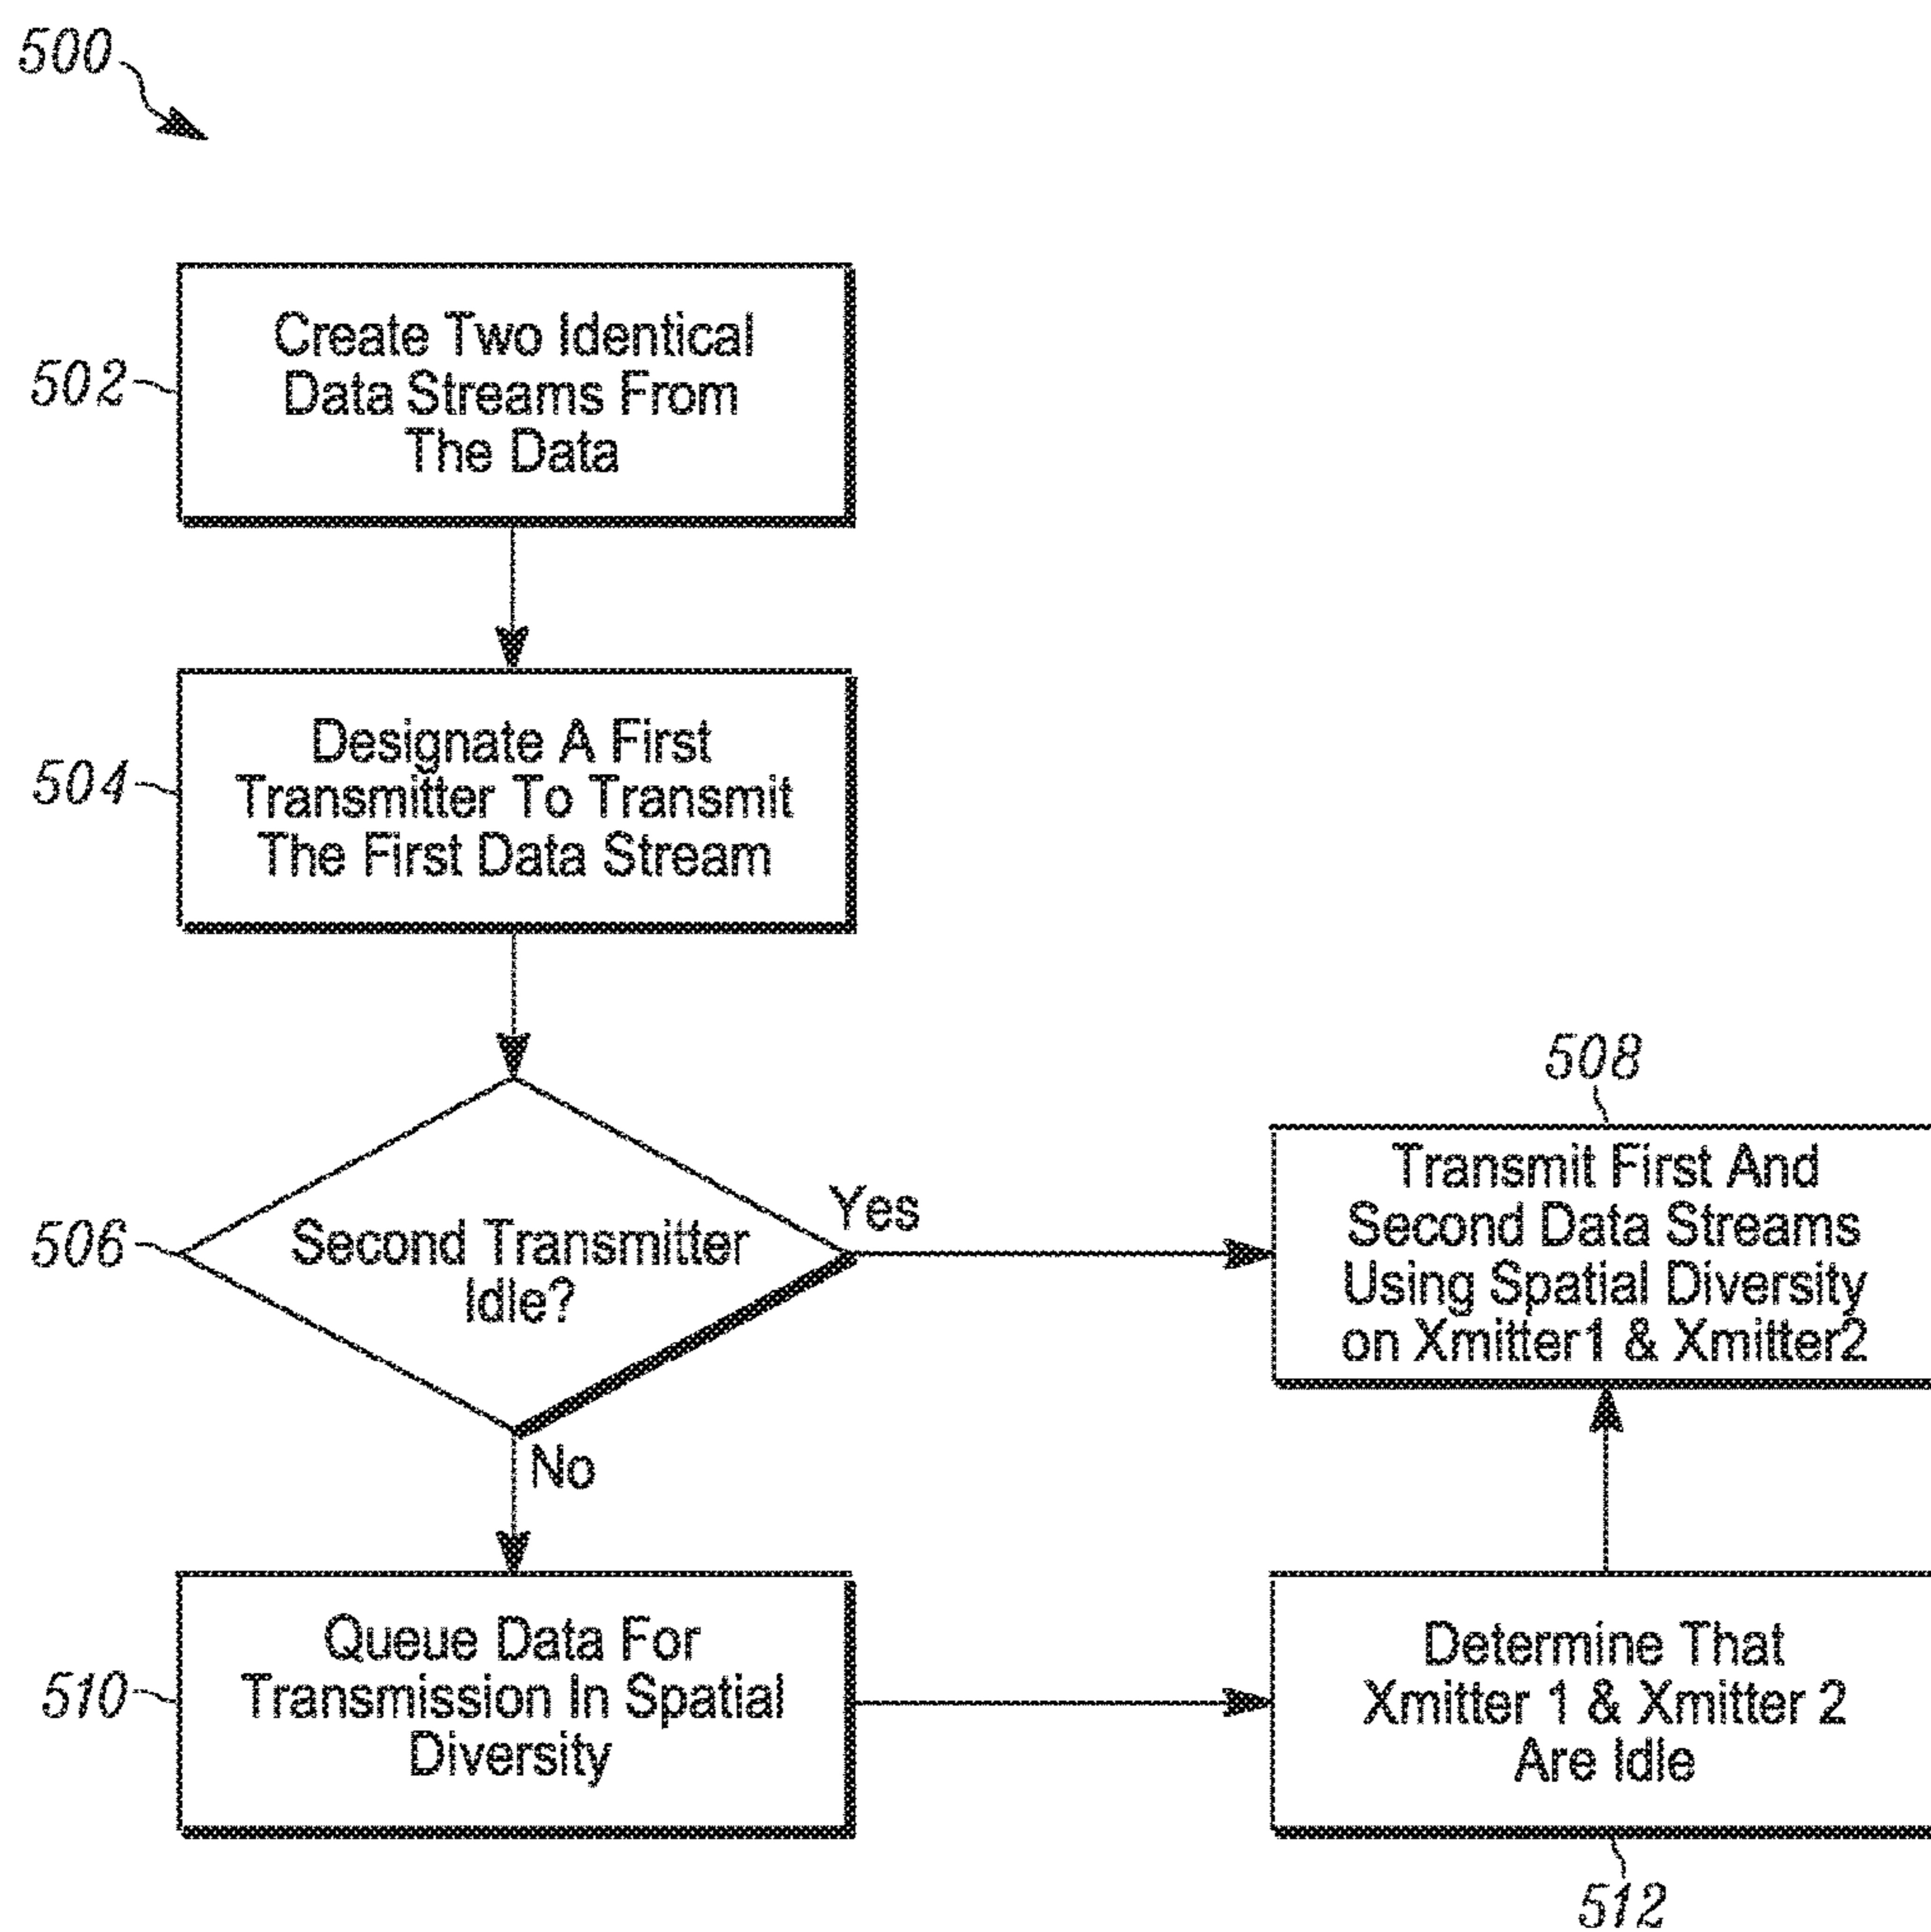 500
502
Create Two Identical
Data Streams From
The Data
504
Designate A First
Transmitter To Transmit
The First Data Stream
506
Second Transmitter
Idle?
Yes
No
508
Transmit First And
Second Data Streams
Using Spatial Diversity
on Xmitter1 & Xmitter2
510
Queue Data For
Transmission In Spatial
Diversity
Determine That
Xmitter 1 & Xmitter 2
Are Idle
512